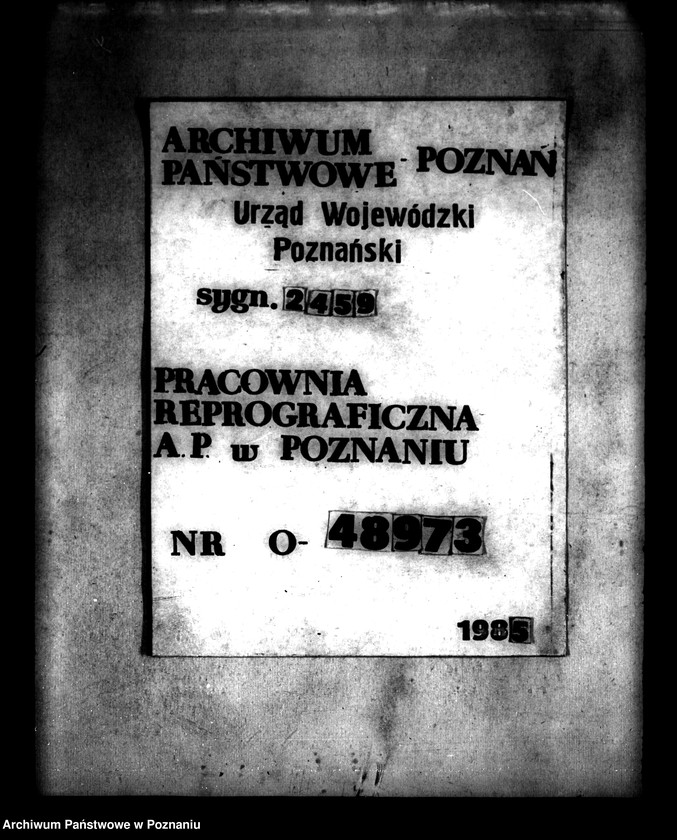 ARCHIWUM
PAŃSTWOWE - POZNAŃ
Urząd Wojewódzki
Poznański
sygn. 2459
PRACOWNIA
REPROGRAFICZNA
A.P. w POZNANIU
NR O-48973
1985
Archiwum Państwowe w Poznaniu